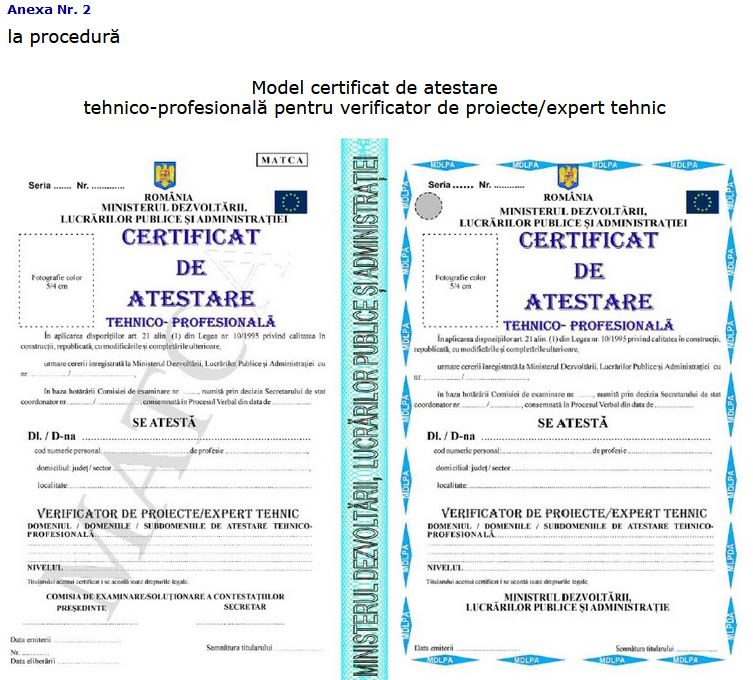 Anexa Nr. 2
la procedură
Model certificat de atestare
tehnico-profesională pentru verificator de proiecte/expert tehnic
MATCA
Seria ....... Nr. .............
ROMÂNIA
MINISTERUL DEZVOLTĂRII,
LUCRĂRILOR PUBLICE ȘI ADMINISTRAȚIEI
CERTIFICAT
DE
ATESTARE
TEHNICO- PROFESIONALĂ
Fotografie color
5/4 cm
În aplicarea dispozițiilor art. 21 alin. (1) din Legea nr. 10/1995 privind calitatea în
construcții, republicată, cu modificările și completările ulterioare,
urmare cererii înregistrată la Ministerul Dezvoltării, Lucrărilor Publice și Administrației cu
nr. ............/ ....................
în baza hotărârii Comisiei de examinare nr. ......., numită prin decizia Secretarului de stat
coordonator nr. .......... / ..............., consemnată în Procesul Verbal din data de ....................
SE ATESTĂ
Dl. / D-na ..........
cod numeric personal: .......... de profesie ..........,
domiciliul: județ / sector ..........,
localitate: ..........
VERIFICATOR DE PROIECTE/EXPERT TEHNIC
DOMENIUL / DOMENIILE / SUBDOMENIILE DE ATESTARE TEHNICO-
PROFESIONALĂ ..........
NIVELUL ..........
Titularului acestui certificat i se acordă toate drepturile legale.
COMISIA DE EXAMINARE/SOLUȚIONARE A CONTESTAȚIILOR
PREȘEDINTE SECRETAR
Data emiterii ..........
Nr. ..........
Data eliberării ..........
Semnătura titularului ..........
MATCA
MINISTERUL DEZVOLTĂRII, LUCRĂRILOR PUBLICE ȘI ADMINISTRAȚIEI
MDLPA MDLPA MDLPA MDLPA
Seria ...... Nr. .............
ROMÂNIA
MINISTERUL DEZVOLTĂRII,
LUCRĂRILOR PUBLICE ȘI ADMINISTRAȚIEI
CERTIFICAT
DE
ATESTARE
TEHNICO- PROFESIONALĂ
Fotografie color
5/4 cm
În aplicarea dispozițiilor art. 21 alin. (1) din Legea nr. 10/1995 privind calitatea în construcții,
republicată, cu modificările și completările ulterioare,
urmare cererii înregistrată la Ministerul Dezvoltării, Lucrărilor Publice și Administrației cu
nr. ............/ ....................
în baza hotărârii Comisiei de examinare nr. ......., numită prin decizia Secretarului de stat
coordonator nr. .......... / ..............., consemnată în Procesul Verbal din data de ....................
SE ATESTĂ
Dl. / D-na ..........
cod numeric personal: .......... de profesie ..........,
domiciliul: județ / sector ..........,
localitate: ..........
VERIFICATOR DE PROIECTE/EXPERT TEHNIC
DOMENIUL / DOMENIILE / SUBDOMENIILE DE ATESTARE TEHNICO-
PROFESIONALĂ ..........
NIVELUL ..........
Titularului acestui certificat i se acordă toate drepturile legale.
MINISTRUL DEZVOLTĂRII,
LUCRĂRILOR PUBLICE ȘI ADMINISTRAȚIE
Data emiterii .......... Semnătura titularului ..........
MDLPA MDLPA MDLPA MDLPA